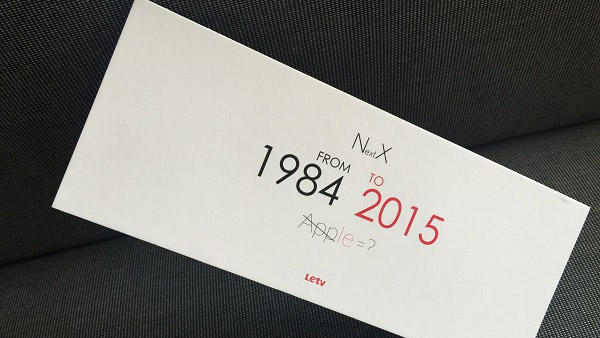 NextX
FROM 1984 TO 2015
Apple = ?
Letv